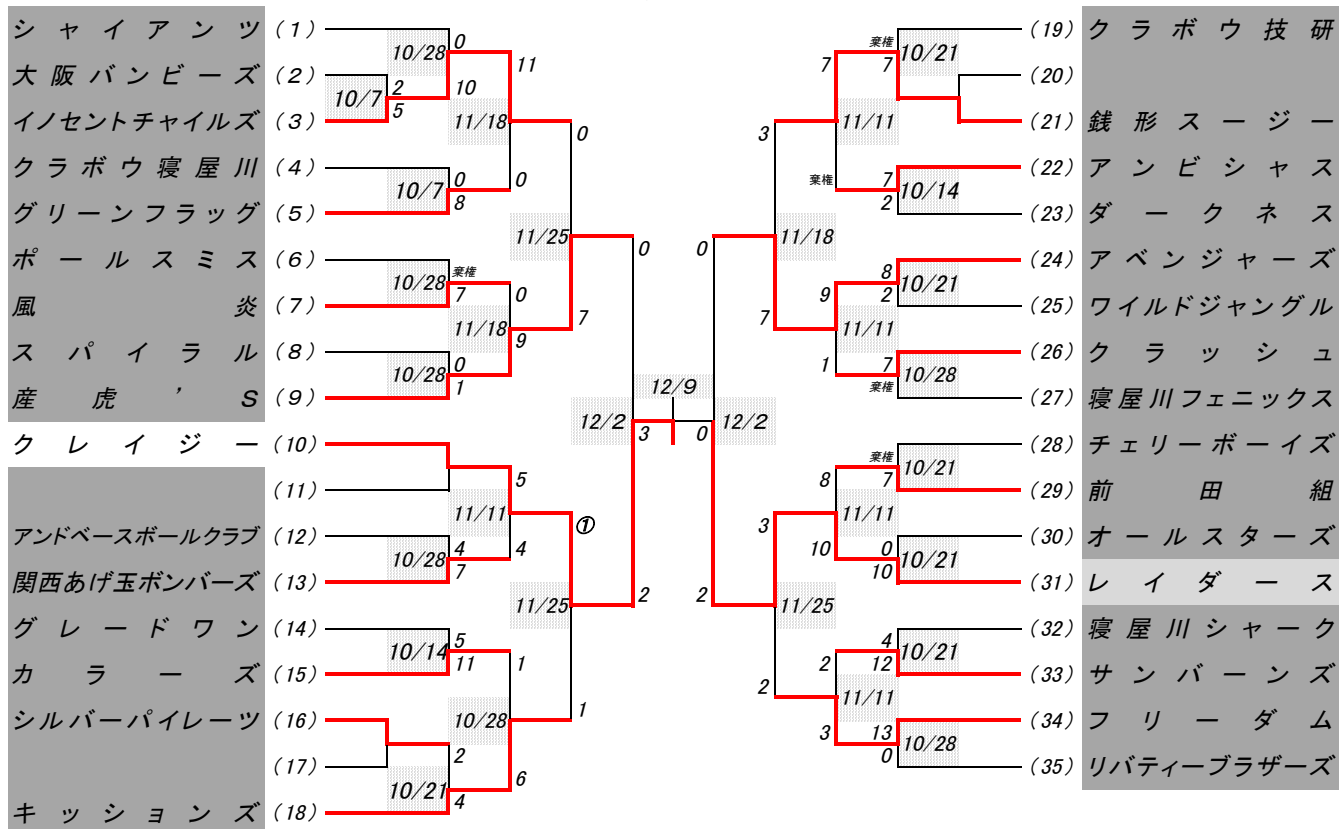 シャイアンツ (1)
大阪バンビーズ (2)
イノセントチャイルズ (3)
クラボウ寝屋川 (4)
グリーンフラッグ (5)
ポールスミス (6)
風炎 (7)
スパイラル (8)
産虎'S (9)
クレイジー (10)
(11)
アンドベースボールクラブ (12)
関西あげ玉ボンバーズ (13)
グレードワン (14)
カラーズ (15)
シルバーパイレーツ (16)
(17)
キッションズ (18)
10/7 2 5
10/28 0 10
10/7 0 8
11/18 11 0
10/28 棄権 7
10/28 0 1
11/18 0 9
11/25 0 7
10/28 4 7
11/11 5 4
10/14 5 11
10/21 2 4
10/28 1 6
11/25 ① 1
12/2 0 2
12/9 3 0
12/2 0 2
11/18 3 7
11/11 7 棄権
10/21 棄権 7
10/14 7 2
11/11 9 1
10/21 8 2
10/28 7 棄権
11/25 3 2
11/11 8 10
10/21 棄権 7
10/21 0 10
11/11 2 3
10/21 4 12
10/28 13 0
(19) クラボウ技研
(20)
(21) 銭形スージー
(22) アンビシャス
(23) ダークネス
(24) アベンジャーズ
(25) ワイルドジャングル
(26) クラッシュ
(27) 寝屋川フェニックス
(28) チェリーボーイズ
(29) 前田組
(30) オールスターズ
(31) レイダース
(32) 寝屋川シャーク
(33) サンバーンズ
(34) フリーダム
(35) リバティーブラザーズ